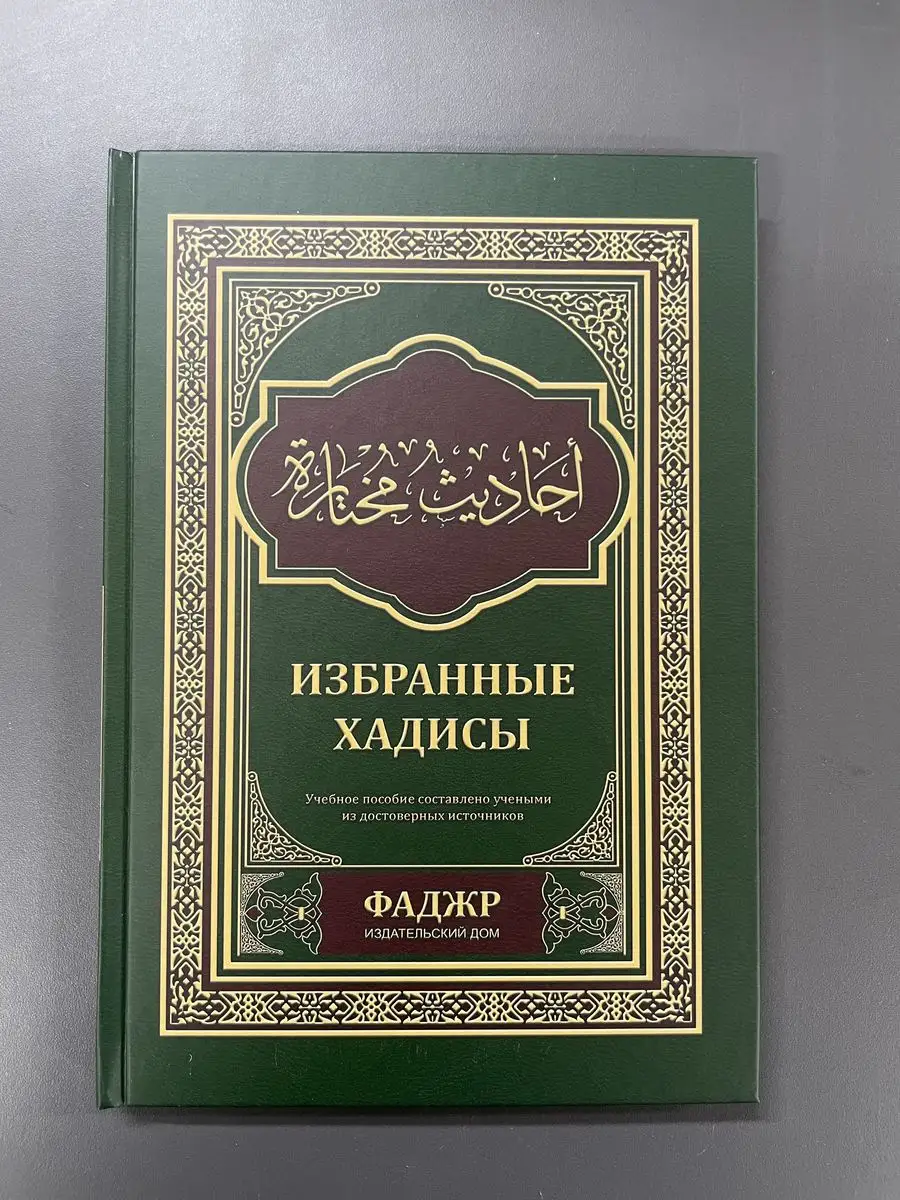 أحاديث مختارة
ИЗБРАННЫЕ
ХАДИСЫ
Учебное пособие составлено учеными
из достоверных источников
ФАДЖР
ИЗДАТЕЛЬСКИЙ ДОМ